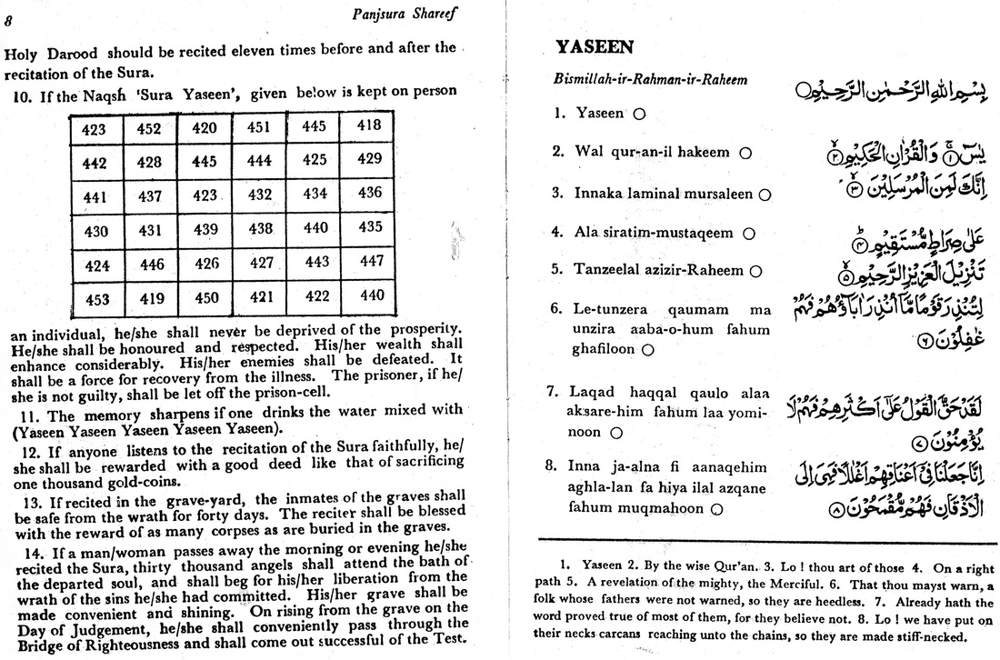 8
Panjsura Shareef
Holy Darood should be recited eleven times before and after the
recitation of the Sura.
10. If the Naqsh 'Sura Yaseen', given below is kept on person
423 452 420 451 445 418
442 428 445 444 425 429
441 437 423 432 434 436
430 431 439 438 440 435
424 446 426 427 443 447
453 419 450 421 422 440
an individual, he/she shall never be deprived of the prosperity.
He/she shall be honoured and respected. His/her wealth shall
enhance considerably. His/her enemies shall be defeated. It
shall be a force for recovery from the illness. The prisoner, if he/
she is not guilty, shall be let off the prison-cell.
11. The memory sharpens if one drinks the water mixed with
(Yaseen Yaseen Yaseen Yaseen Yaseen).
12. If anyone listens to the recitation of the Sura faithfully, he/
she shall be rewarded with a good deed like that of sacrificing
one thousand gold-coins.
13. If recited in the grave-yard, the inmates of the graves shall
be safe from the wrath for forty days. The reciter shall be blessed
with the reward of as many corpses as are buried in the graves.
14. If a man/woman passes away the morning or evening he/she
recited the Sura, thirty thousand angels shall attend the bath of
the departed soul, and shall beg for his/her liberation from the
wrath of the sins he/she had committed. His/her grave shall be
made convenient and shining. On rising from the grave on the
Day of Judgement, he/she shall conveniently pass through the
Bridge of Righteousness and shall come out successful of the Test.
YASEEN
Bismillah-ir-Rahman-ir-Raheem
بِسْمِ اللهِ الرَّحْمٰنِ الرَّحِيْمِ
1. Yaseen
2. Wal qur-an-il hakeem
يٰسٓ ۝۱ وَالْقُرْاٰنِ الْحَكِيْمِ ۝۲
3. Innaka laminal mursaleen
اِنَّكَ لَمِنَ الْمُرْسَلِيْنَ ۝۳
4. Ala siratim-mustaqeem
عَلٰى صِرَاطٍ مُّسْتَقِيْمٍ ۝۴
5. Tanzeelal azizir-Raheem
تَنْزِيْلَ الْعَزِيْزِ الرَّحِيْمِ ۝۵
6. Le-tunzera qaumam ma
unzira aaba-o-hum fahum
ghafiloon
لِتُنْذِرَ قَوْمًا مَّآ اُنْذِرَ اٰبَآؤُهُمْ فَهُمْ
غٰفِلُوْنَ ۝۶
7. Laqad haqqal qaulo alaa
aksare-him fahum laa yomi-
noon
لَقَدْ حَقَّ الْقَوْلُ عَلٰٓى اَكْثَرِهِمْ فَهُمْ لَا
يُؤْمِنُوْنَ ۝۷
8. Inna ja-alna fi aanaqehim
aghla-lan fa hiya ilal azqane
fahum muqmahoon
اِنَّا جَعَلْنَا فِيْٓ اَعْنَاقِهِمْ اَغْلٰلًا فَهِيَ اِلَى
الْاَذْقَانِ فَهُمْ مُّقْمَحُوْنَ ۝۸
1. Yaseen 2. By the wise Qur'an. 3. Lo ! thou art of those 4. On a right
path 5. A revelation of the mighty, the Merciful. 6. That thou mayst warn, a
folk whose fathers were not warned, so they are heedless. 7. Already hath the
word proved true of most of them, for they believe not. 8. Lo ! we have put on
their necks carcans reaching unto the chains, so they are made stiff-necked.